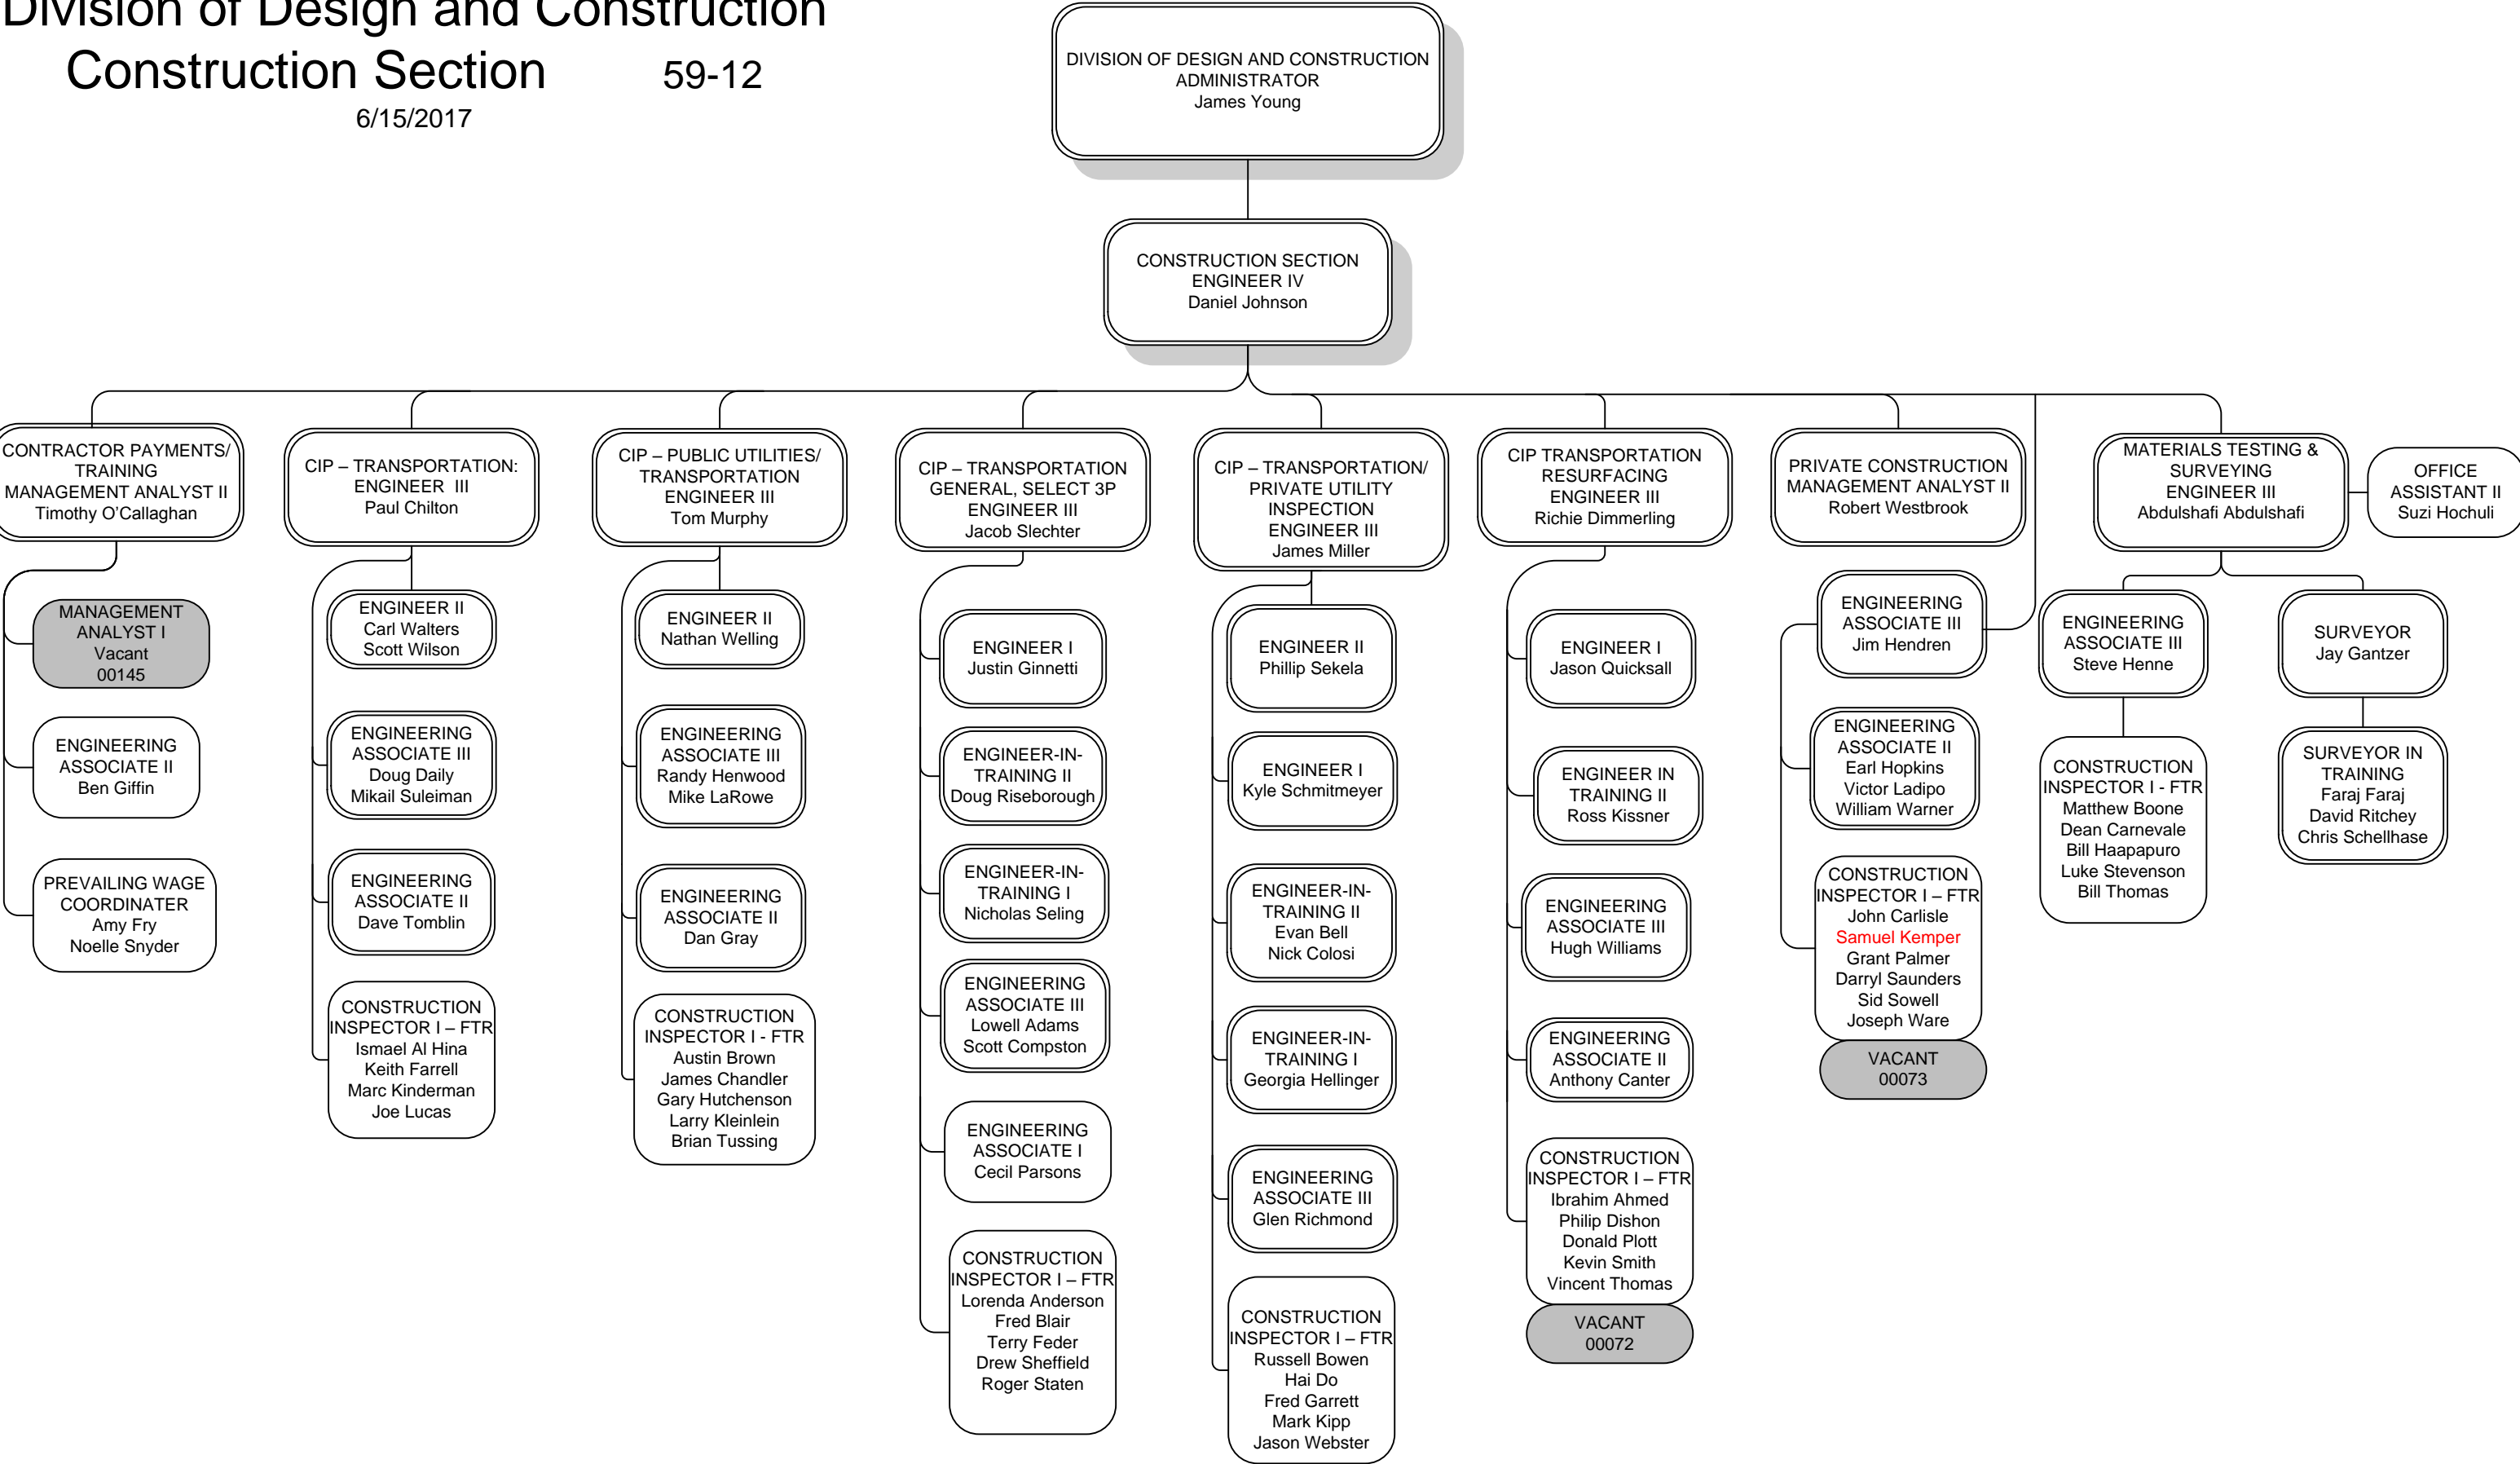 Division of Design and Construction
Construction Section 59-12
6/15/2017
DIVISION OF DESIGN AND CONSTRUCTION
ADMINISTRATOR
James Young
CONSTRUCTION SECTION
ENGINEER IV
Daniel Johnson
CONTRACTOR PAYMENTS/
TRAINING
MANAGEMENT ANALYST II
Timothy O’Callaghan
MANAGEMENT
ANALYST I
Vacant
00145
ENGINEERING
ASSOCIATE II
Ben Giffin
PREVAILING WAGE
COORDINATER
Amy Fry
Noelle Snyder
CIP – TRANSPORTATION:
ENGINEER III
Paul Chilton
ENGINEER II
Carl Walters
Scott Wilson
ENGINEERING
ASSOCIATE III
Doug Daily
Mikail Suleiman
ENGINEERING
ASSOCIATE II
Dave Tomblin
CONSTRUCTION
INSPECTOR I – FTR
Ismael Al Hina
Keith Farrell
Marc Kinderman
Joe Lucas
CIP – PUBLIC UTILITIES/
TRANSPORTATION
ENGINEER III
Tom Murphy
ENGINEER II
Nathan Welling
ENGINEERING
ASSOCIATE III
Randy Henwood
Mike LaRowe
ENGINEERING
ASSOCIATE II
Dan Gray
CONSTRUCTION
INSPECTOR I - FTR
Austin Brown
James Chandler
Gary Hutchenson
Larry Kleinlein
Brian Tussing
CIP – TRANSPORTATION
GENERAL, SELECT 3P
ENGINEER III
Jacob Slechter
ENGINEER I
Justin Ginnetti
ENGINEER-IN-
TRAINING II
Doug Riseborough
ENGINEER-IN-
TRAINING I
Nicholas Seling
ENGINEERING
ASSOCIATE III
Lowell Adams
Scott Compston
ENGINEERING
ASSOCIATE I
Cecil Parsons
CONSTRUCTION
INSPECTOR I – FTR
Lorenda Anderson
Fred Blair
Terry Feder
Drew Sheffield
Roger Staten
CIP – TRANSPORTATION/
PRIVATE UTILITY
INSPECTION
ENGINEER III
James Miller
ENGINEER II
Phillip Sekela
ENGINEER I
Kyle Schmitmeyer
ENGINEER-IN-
TRAINING II
Evan Bell
Nick Colosi
ENGINEER-IN-
TRAINING I
Georgia Hellinger
ENGINEERING
ASSOCIATE III
Glen Richmond
CONSTRUCTION
INSPECTOR I – FTR
Russell Bowen
Hai Do
Fred Garrett
Mark Kipp
Jason Webster
CIP TRANSPORTATION
RESURFACING
ENGINEER III
Richie Dimmerling
ENGINEER I
Jason Quicksall
ENGINEER IN
TRAINING II
Ross Kissner
ENGINEERING
ASSOCIATE III
Hugh Williams
ENGINEERING
ASSOCIATE II
Anthony Canter
CONSTRUCTION
INSPECTOR I – FTR
Ibrahim Ahmed
Philip Dishon
Donald Plott
Kevin Smith
Vincent Thomas
VACANT
00072
PRIVATE CONSTRUCTION
MANAGEMENT ANALYST II
Robert Westbrook
ENGINEERING
ASSOCIATE III
Jim Hendren
ENGINEERING
ASSOCIATE II
Earl Hopkins
Victor Ladipo
William Warner
CONSTRUCTION
INSPECTOR I – FTR
John Carlisle
Samuel Kemper
Grant Palmer
Darryl Saunders
Sid Sowell
Joseph Ware
VACANT
00073
MATERIALS TESTING &
SURVEYING
ENGINEER III
Abdulshafi Abdulshafi
OFFICE
ASSISTANT II
Suzi Hochuli
ENGINEERING
ASSOCIATE III
Steve Henne
CONSTRUCTION
INSPECTOR I - FTR
Matthew Boone
Dean Carnevale
Bill Haapapuro
Luke Stevenson
Bill Thomas
SURVEYOR
Jay Gantzer
SURVEYOR IN
TRAINING
Faraj Faraj
David Ritchey
Chris Schellhase